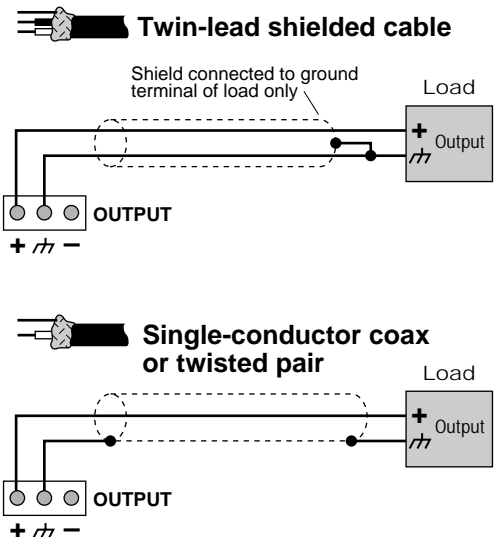 Twin-lead shielded cable
Shield connected to ground
terminal of load only
Load
+
Output
OUTPUT
+ −
Single-conductor coax
or twisted pair
Load
+
Output
OUTPUT
+ −